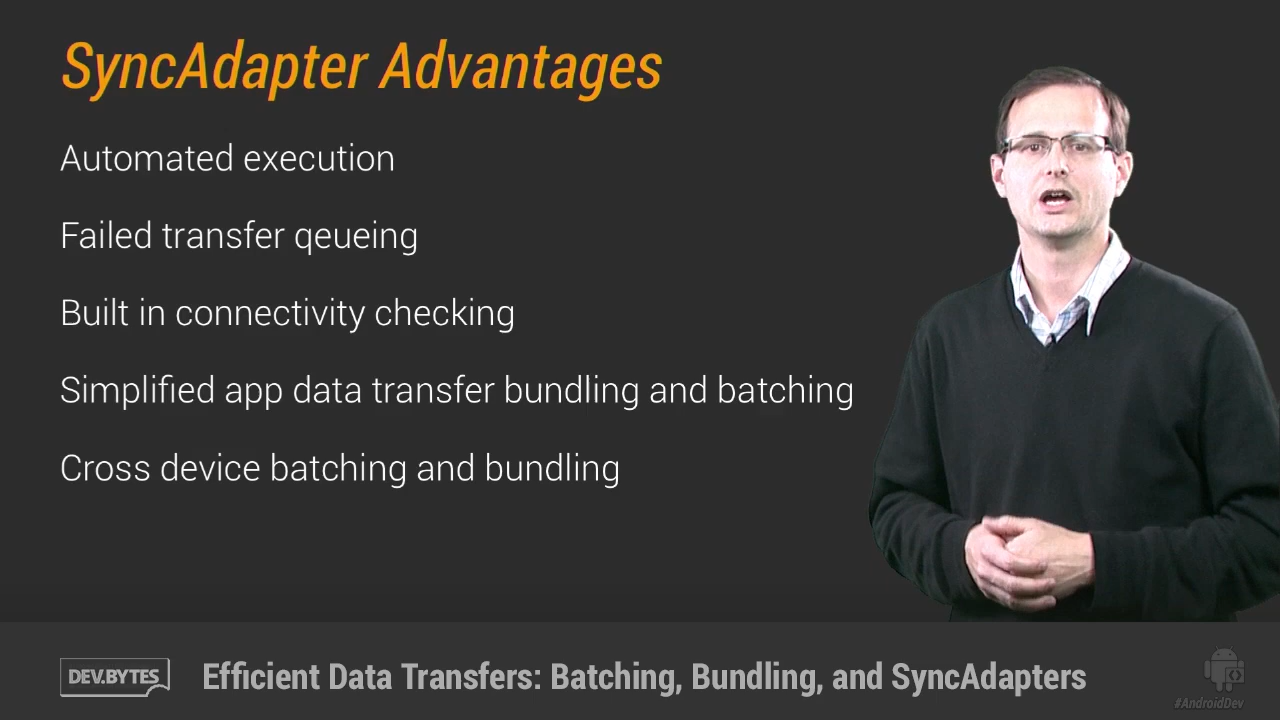 SyncAdapter Advantages
Automated execution
Failed transfer qeueing
Built in connectivity checking
Simplified app data transfer bundling and batching
Cross device batching and bundling
DEV.BYTES
Efficient Data Transfers: Batching, Bundling, and SyncAdapters
#AndroidDev